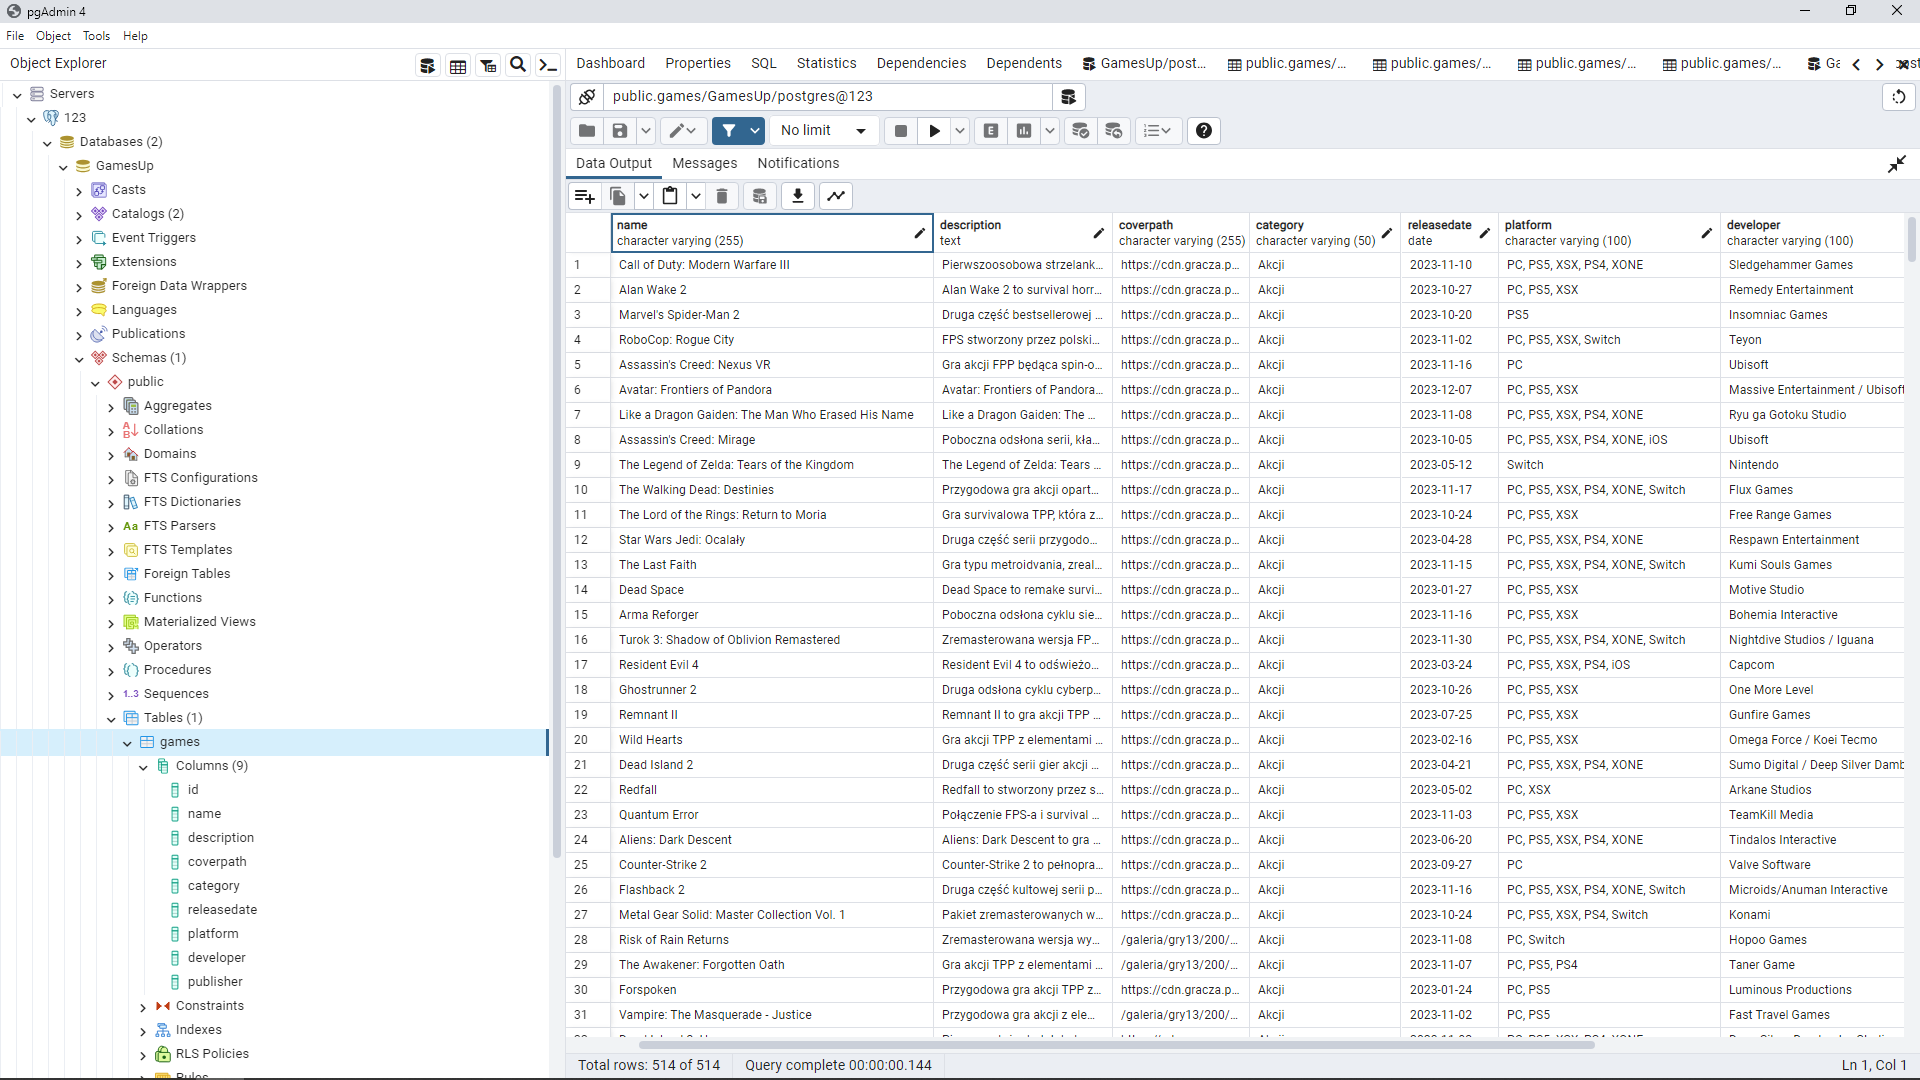 pgAdmin 4
File Object Tools Help
Object Explorer
Dashboard Properties SQL Statistics Dependencies Dependents GamesUp/post... public.games/... public.games/... public.games/... public.games/...
Servers
123
Databases (2)
GamesUp
Casts
Catalogs (2)
Event Triggers
Extensions
Foreign Data Wrappers
Languages
Publications
Schemas (1)
public
Aggregates
Collations
Domains
FTS Configurations
FTS Dictionaries
FTS Parsers
FTS Templates
Foreign Tables
Functions
Materialized Views
Operators
Procedures
1..3 Sequences
Tables (1)
games
Columns (9)
id
name
description
coverpath
category
releasedate
platform
developer
publisher
Constraints
Indexes
RLS Policies
Rules
public.games/GamesUp/postgres@123
No limit
Data Output Messages Notifications
name description coverpath category releasedate platform developer
character varying (255) text character varying (255) character varying (50) date character varying (100) character varying (100)
1 Call of Duty: Modern Warfare III Pierwszoosobowa strzelank... https://cdn.gracza.p... Akcji 2023-11-10 PC, PS5, XSX, PS4, XONE Sledgehammer Games
2 Alan Wake 2 Alan Wake 2 to survival horr... https://cdn.gracza.p... Akcji 2023-10-27 PC, PS5, XSX Remedy Entertainment
3 Marvel's Spider-Man 2 Druga część bestsellerowej ... https://cdn.gracza.p... Akcji 2023-10-20 PS5 Insomniac Games
4 RoboCop: Rogue City FPS stworzony przez polski... https://cdn.gracza.p... Akcji 2023-11-02 PC, PS5, XSX, Switch Teyon
5 Assassin's Creed: Nexus VR Gra akcji FPP będąca spin-o... https://cdn.gracza.p... Akcji 2023-11-16 PC Ubisoft
6 Avatar: Frontiers of Pandora Avatar: Frontiers of Pandora... https://cdn.gracza.p... Akcji 2023-12-07 PC, PS5, XSX Massive Entertainment / Ubisoft
7 Like a Dragon Gaiden: The Man Who Erased His Name Like a Dragon Gaiden: The ... https://cdn.gracza.p... Akcji 2023-11-08 PC, PS5, XSX, PS4, XONE Ryu ga Gotoku Studio
8 Assassin's Creed: Mirage Poboczna odsłona serii, kła... https://cdn.gracza.p... Akcji 2023-10-05 PC, PS5, XSX, PS4, XONE, iOS Ubisoft
9 The Legend of Zelda: Tears of the Kingdom The Legend of Zelda: Tears ... https://cdn.gracza.p... Akcji 2023-05-12 Switch Nintendo
10 The Walking Dead: Destinies Przygodowa gra akcji opart... https://cdn.gracza.p... Akcji 2023-11-17 PC, PS5, XSX, PS4, XONE, Switch Flux Games
11 The Lord of the Rings: Return to Moria Gra survivalowa TPP, która z... https://cdn.gracza.p... Akcji 2023-10-24 PC, PS5, XSX Free Range Games
12 Star Wars Jedi: Ocalały Druga część serii przygodo... https://cdn.gracza.p... Akcji 2023-04-28 PC, PS5, XSX, PS4, XONE Respawn Entertainment
13 The Last Faith Gra typu metroidvania, zreal... https://cdn.gracza.p... Akcji 2023-11-15 PC, PS5, XSX, PS4, XONE, Switch Kumi Souls Games
14 Dead Space Dead Space to remake survi... https://cdn.gracza.p... Akcji 2023-01-27 PC, PS5, XSX Motive Studio
15 Arma Reforger Poboczna odsłona cyklu sie... https://cdn.gracza.p... Akcji 2023-11-16 PC, PS5, XSX Bohemia Interactive
16 Turok 3: Shadow of Oblivion Remastered Zremasterowana wersja FP... https://cdn.gracza.p... Akcji 2023-11-30 PC, PS5, XSX, PS4, XONE, Switch Nightdive Studios / Iguana
17 Resident Evil 4 Resident Evil 4 to odświeżo... https://cdn.gracza.p... Akcji 2023-03-24 PC, PS5, XSX, PS4, iOS Capcom
18 Ghostrunner 2 Druga odsłona cyklu cyberp... https://cdn.gracza.p... Akcji 2023-10-26 PC, PS5, XSX One More Level
19 Remnant II Remnant II to gra akcji TPP ... https://cdn.gracza.p... Akcji 2023-07-25 PC, PS5, XSX Gunfire Games
20 Wild Hearts Gra akcji TPP z elementami ... https://cdn.gracza.p... Akcji 2023-02-16 PC, PS5, XSX Omega Force / Koei Tecmo
21 Dead Island 2 Druga część serii gier akcji ... https://cdn.gracza.p... Akcji 2023-04-21 PC, PS5, XSX, PS4, XONE Sumo Digital / Deep Silver Damb
22 Redfall Redfall to stworzony przez s... https://cdn.gracza.p... Akcji 2023-05-02 PC, XSX Arkane Studios
23 Quantum Error Połączenie FPS-a i survival ... https://cdn.gracza.p... Akcji 2023-11-03 PC, PS5, XSX TeamKill Media
24 Aliens: Dark Descent Aliens: Dark Descent to gra ... https://cdn.gracza.p... Akcji 2023-06-20 PC, PS5, XSX, PS4, XONE Tindalos Interactive
25 Counter-Strike 2 Counter-Strike 2 to pełnopra... https://cdn.gracza.p... Akcji 2023-09-27 PC Valve Software
26 Flashback 2 Druga część kultowej serii p... https://cdn.gracza.p... Akcji 2023-11-16 PC, PS5, XSX, PS4, XONE, Switch Microids/Anuman Interactive
27 Metal Gear Solid: Master Collection Vol. 1 Pakiet zremasterowanych w... https://cdn.gracza.p... Akcji 2023-10-24 PC, PS5, XSX, PS4, Switch Konami
28 Risk of Rain Returns Zremasterowana wersja wy... /galeria/gry13/200/... Akcji 2023-11-08 PC, Switch Hopoo Games
29 The Awakener: Forgotten Oath Gra akcji TPP z elementami ... /galeria/gry13/200/... Akcji 2023-11-07 PC, PS5, PS4 Taner Game
30 Forspoken Przygodowa gra akcji TPP z... https://cdn.gracza.p... Akcji 2023-01-24 PC, PS5 Luminous Productions
31 Vampire: The Masquerade - Justice Przygodowa gra akcji z ele... /galeria/gry13/200/... Akcji 2023-11-02 PC, PS5 Fast Travel Games
Total rows: 514 of 514 Query complete 00:00:00.144 Ln 1, Col 1